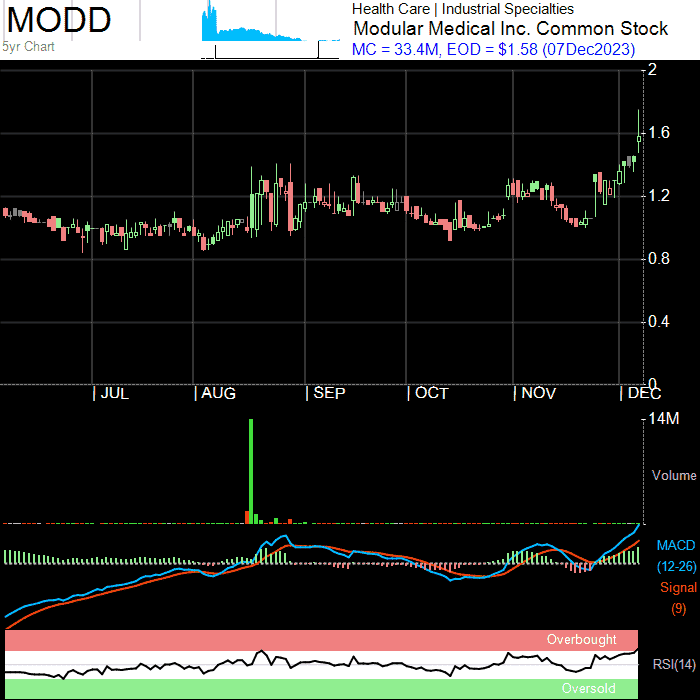 MODD
5yr Chart
Health Care | Industrial Specialties
Modular Medical Inc. Common Stock
MC = 33.4M, EOD = $1.58 (07Dec2023)
2
1.6
1.2
0.8
0.4
0
| JUL | AUG | SEP | OCT | NOV | DEC
14M
Volume
MACD
(12-26)
Signal
(9)
Overbought
RSI(14)
Oversold